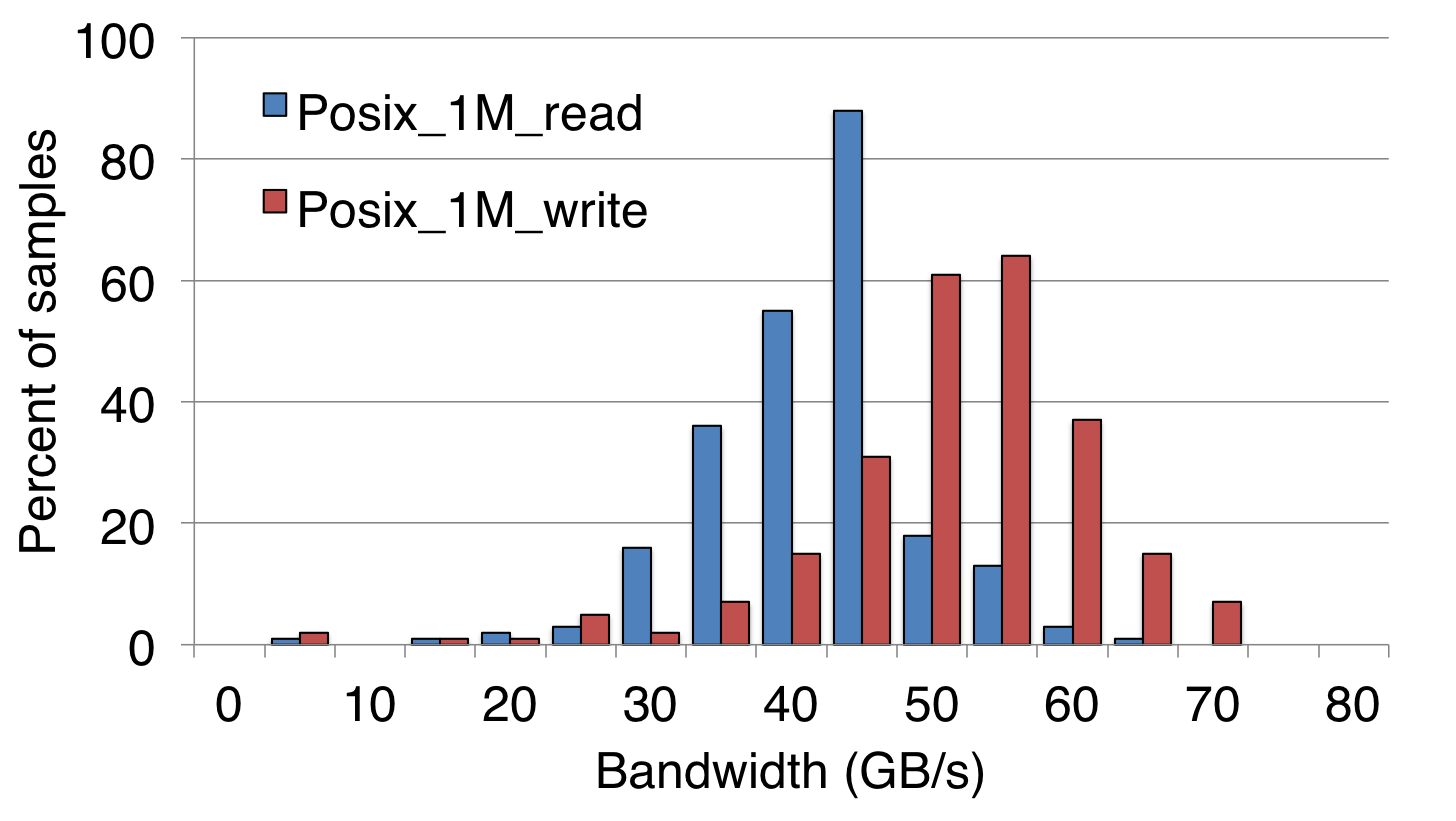 100
80
60
40
20
0
Percent of samples
Posix_1M_read
Posix_1M_write
0 10 20 30 40 50 60 70 80
Bandwidth (GB/s)